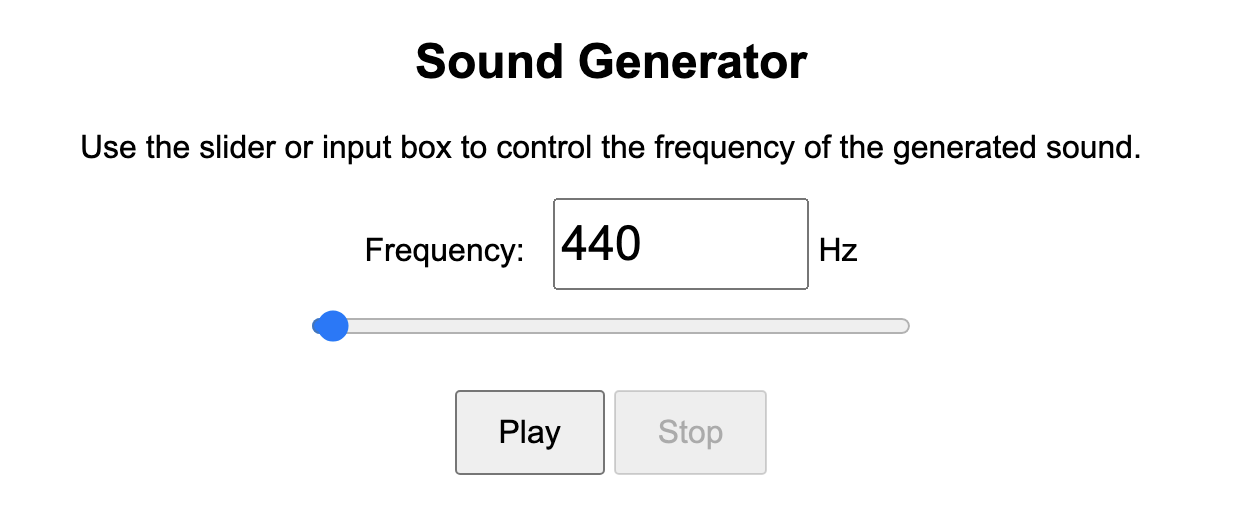 Sound Generator
Use the slider or input box to control the frequency of the generated sound.
Frequency: 440 Hz
Play Stop